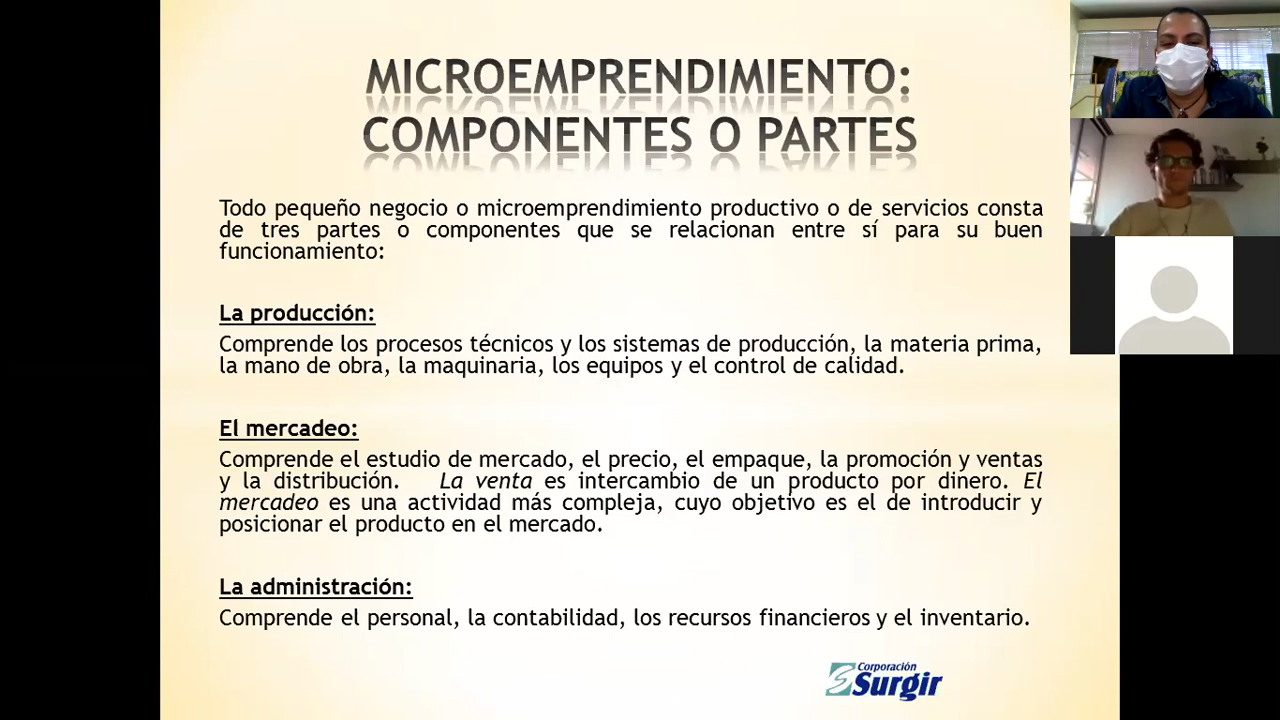 MICROEMPRENDIMIENTO:
COMPONENTES O PARTES
Todo pequeño negocio o microemprendimiento productivo o de servicios consta
de tres partes o componentes que se relacionan entre sí para su buen
funcionamiento:
La producción:
Comprende los procesos técnicos y los sistemas de producción, la materia prima,
la mano de obra, la maquinaria, los equipos y el control de calidad.
El mercadeo:
Comprende el estudio de mercado, el precio, el empaque, la promoción y ventas
y la distribución. La venta es intercambio de un producto por dinero. El
mercadeo es una actividad más compleja, cuyo objetivo es el de introducir y
posicionar el producto en el mercado.
La administración:
Comprende el personal, la contabilidad, los recursos financieros y el inventario.
Corporación
Surgir